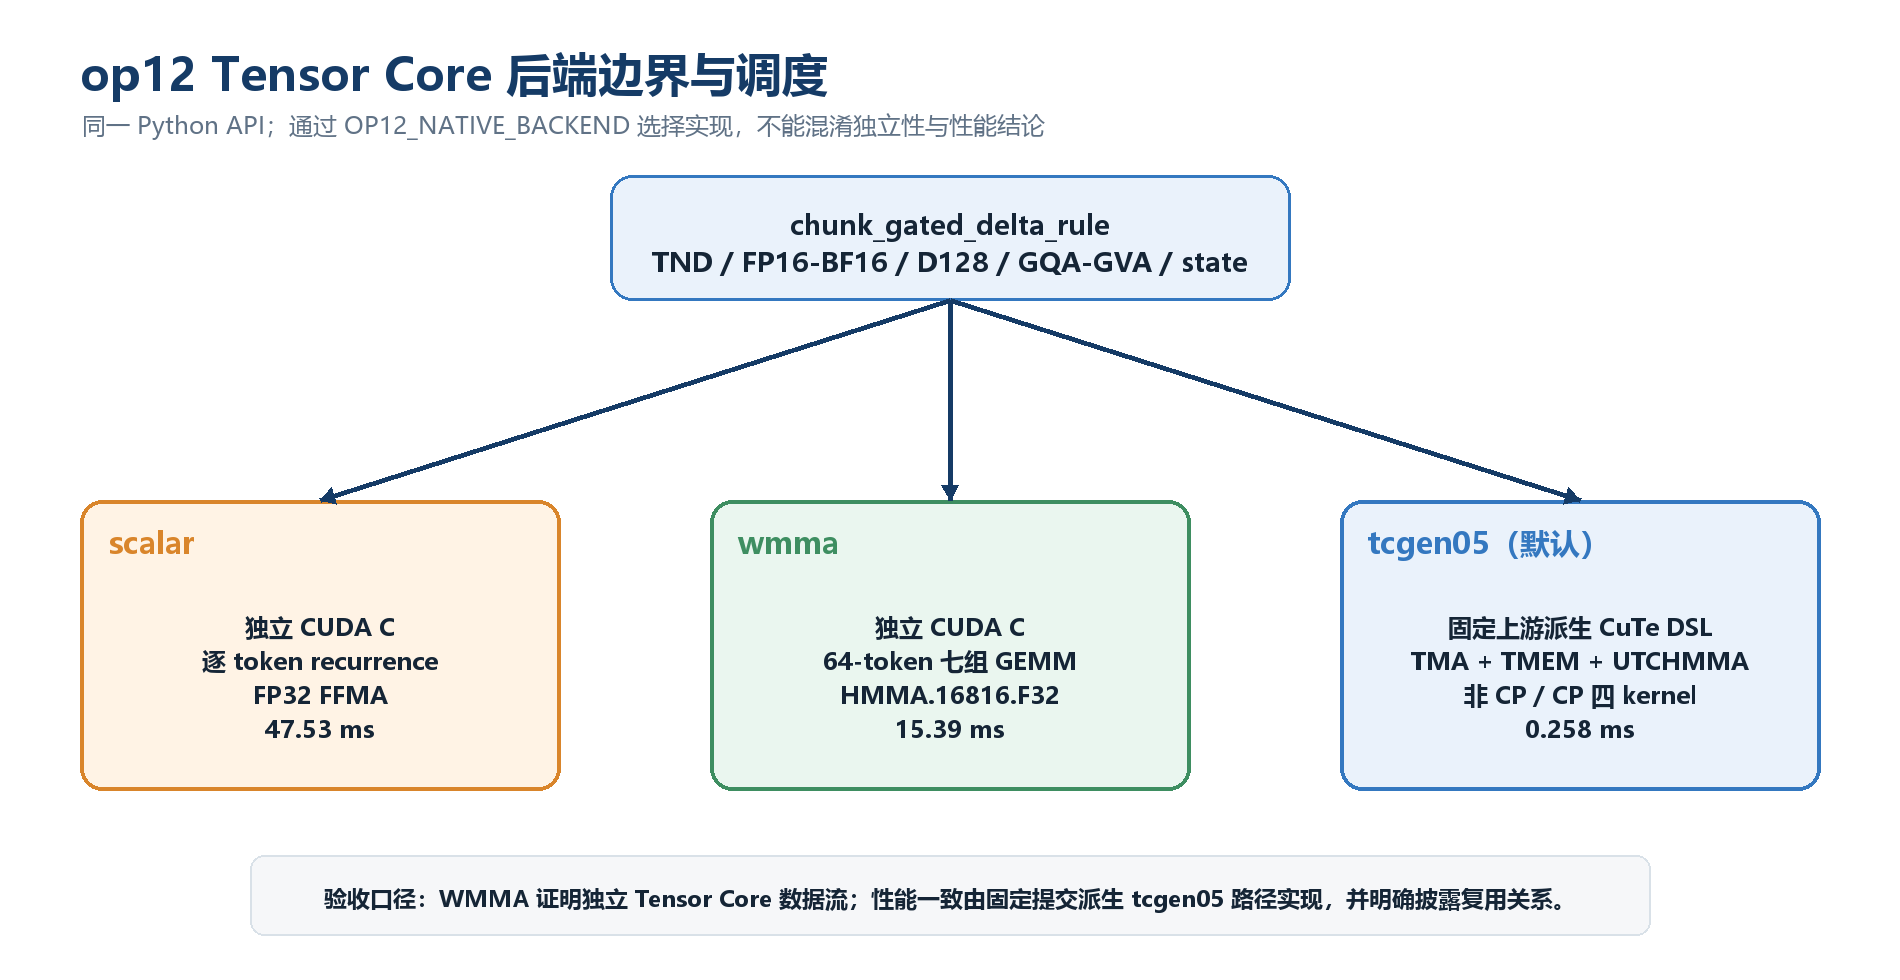 op12 Tensor Core 后端边界与调度
同一 Python API；通过 OP12_NATIVE_BACKEND 选择实现，不能混淆独立性与性能结论
chunk_gated_delta_rule
TND / FP16-BF16 / D128 / GQA-GVA / state
scalar
独立 CUDA C
逐 token recurrence
FP32 FFMA
47.53 ms
wmma
独立 CUDA C
64-token 七组 GEMM
HMMA.16816.F32
15.39 ms
tcgen05（默认）
固定上游派生 CuTe DSL
TMA + TMEM + UTCHMMA
非 CP / CP 四 kernel
0.258 ms
验收口径：WMMA 证明独立 Tensor Core 数据流；性能一致由固定提交派生 tcgen05 路径实现，并明确披露复用关系。